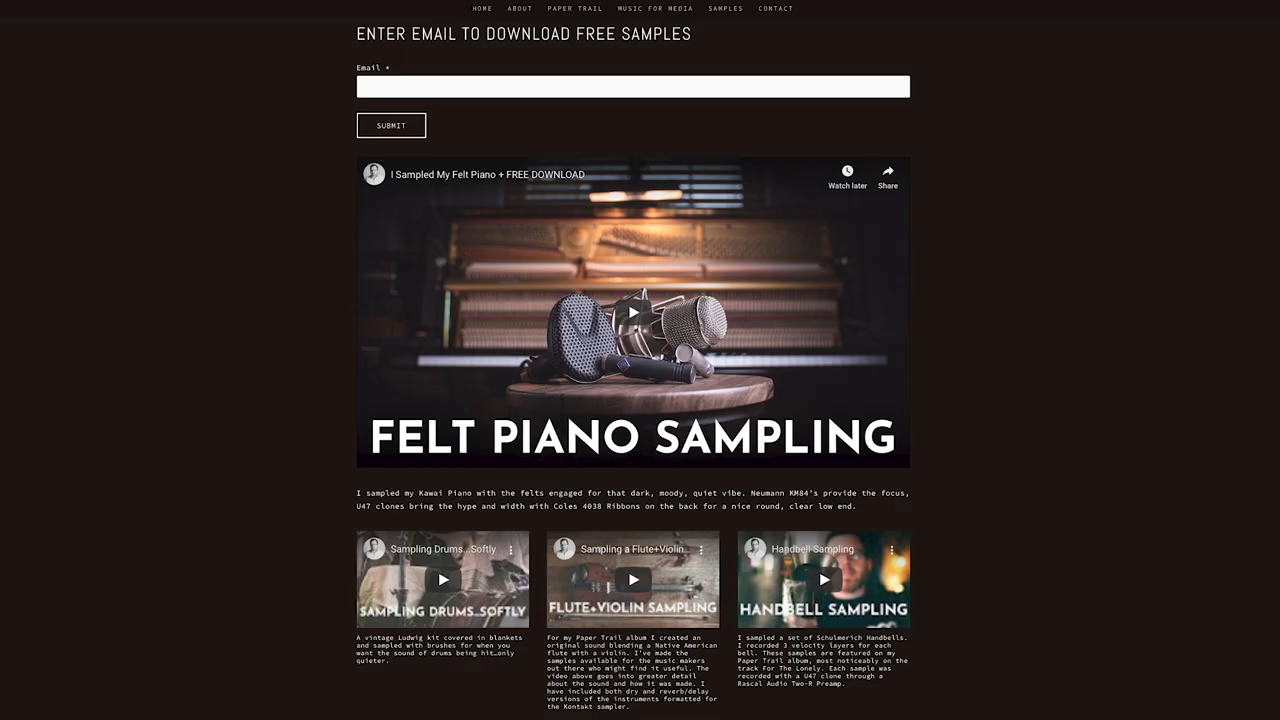 HOME ABOUT PAPER TRAIL MUSIC FOR MEDIA SAMPLES CONTACT
ENTER EMAIL TO DOWNLOAD FREE SAMPLES
Email *
SUBMIT
I Sampled My Felt Piano + FREE DOWNLOAD
Watch later
Share
FELT PIANO SAMPLING
I sampled my Kawai Piano with the felts engaged for that dark, moody, quiet vibe. Neumann KM84's provide the focus,
U47 clones bring the hype and width with Coles 4038 Ribbons on the back for a nice round, clear low end.
Sampling Drums...Softly
SAMPLING DRUMS...SOFTLY
A vintage Ludwig kit covered in blankets
and sampled with brushes for when you
want the sound of drums being hit…only
quieter.
Sampling a Flute+Violin…
FLUTE+VIOLIN SAMPLING
For my Paper Trail album I created an
original sound blending a Native American
flute with a violin. I've made the
samples available for the music makers
out there who might find it useful. The
video above goes into greater detail
about the sound and how it was made. I
have included both dry and reverb/delay
versions of the instruments formatted for
the Kontakt sampler.
Handbell Sampling
HANDBELL SAMPLING
I sampled a set of Schulmerich Handbells.
I recorded 3 velocity layers for each
bell. These samples are featured on my
Paper Trail album, most noticeably on the
track For The Lonely. Each sample was
recorded with a U47 clone through a
Rascal Audio Two-R Preamp.